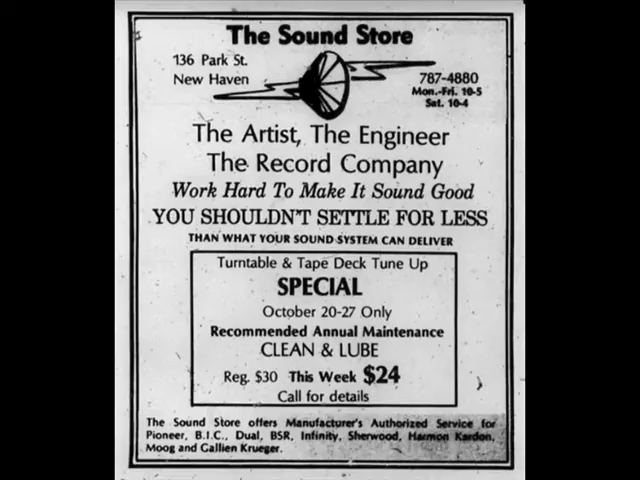 The Sound Store
136 Park St.
New Haven
787-4880
Mon.-Fri. 10-5
Sat. 10-4
The Artist, The Engineer
The Record Company
Work Hard To Make It Sound Good
YOU SHOULDN'T SETTLE FOR LESS
THAN WHAT YOUR SOUND SYSTEM CAN DELIVER
Turntable & Tape Deck Tune Up
SPECIAL
October 20-27 Only
Recommended Annual Maintenance
CLEAN & LUBE
Reg. $30 This Week $24
Call for details
The Sound Store offers Manufacturer's Authorized Service for
Pioneer, B.I.C., Dual, BSR, Infinity, Sherwood, Harmon Kardon,
Moog and Gallien Krueger.